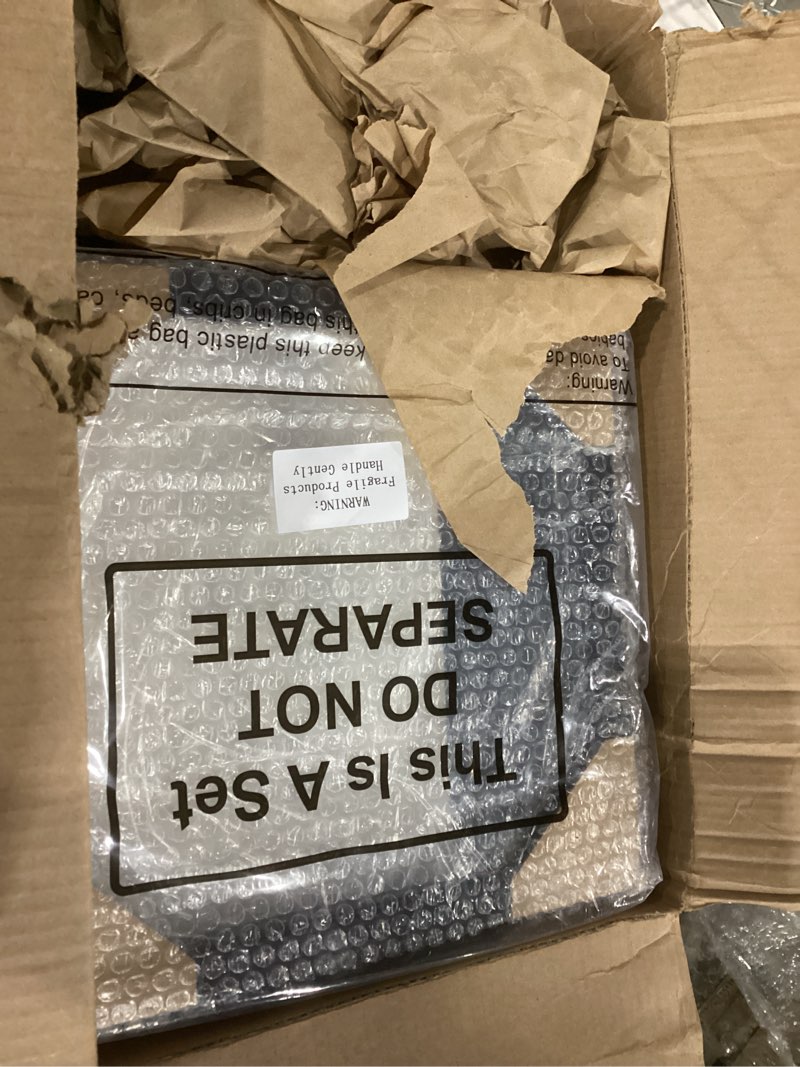 This Is A Set
DO NOT
SEPARATE
WARNING:
Fragile Products
Handle Gently
Warning:
To avoid
keep this plastic bag
this bag in cribs,